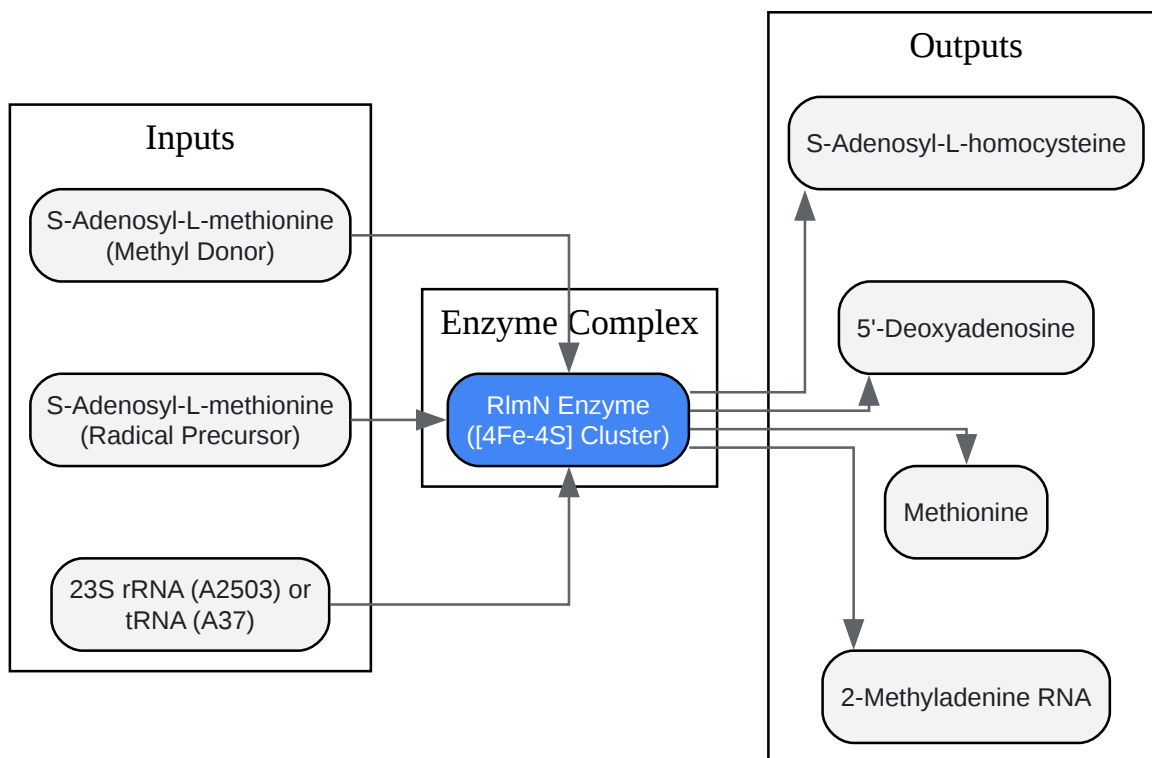 Inputs
S-Adenosyl-L-methionine
(Methyl Donor)
S-Adenosyl-L-methionine
(Radical Precursor)
23S rRNA (A2503) or
tRNA (A37)
Enzyme Complex
RlmN Enzyme
([4Fe-4S] Cluster)
Outputs
S-Adenosyl-L-homocysteine
5'-Deoxyadenosine
Methionine
2-Methyladenine RNA